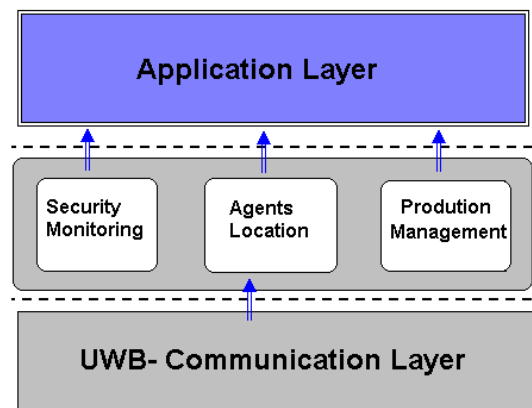 Application Layer
Security
Monitoring
Agents
Location
Prodution
Management
UWB- Communication Layer